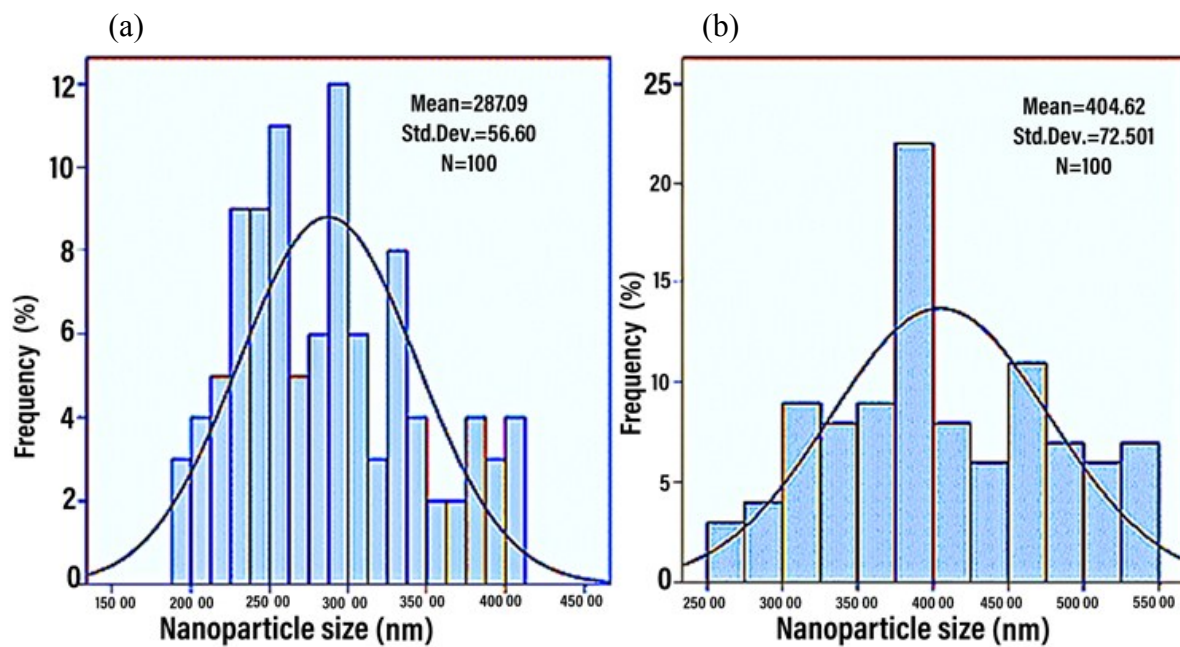 (a)
Mean=287.09
Std.Dev.=56.60
N=100
Frequency (%)
12
10
8
6
4
2
0
150 00 200 00 250 00 300 00 350 00 400 00 450 00
Nanoparticle size (nm)
(b)
Mean=404.62
Std.Dev.=72.501
N=100
Frequency (%)
25
20
15
10
5
0
250 00 300 00 350 00 400 00 450 00 500 00 550 00
Nanoparticle size (nm)